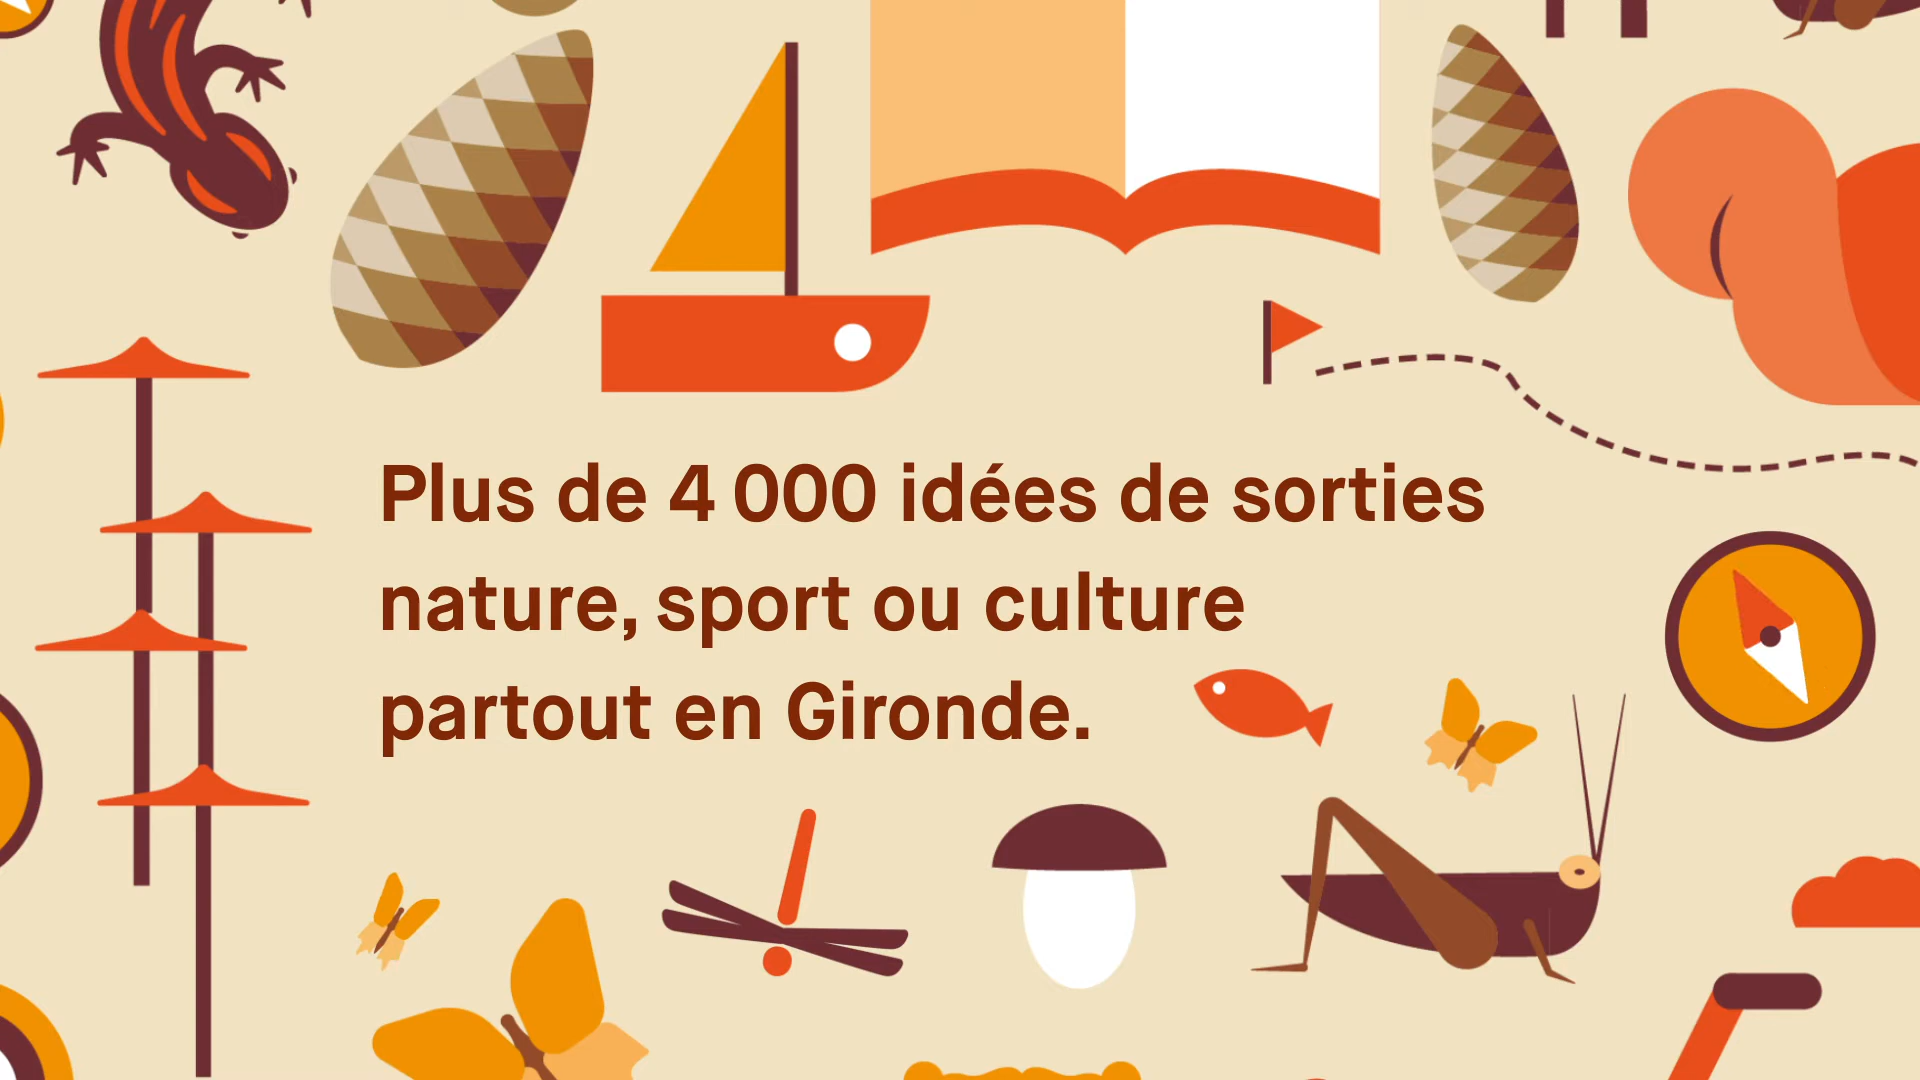 Plus de 4 000 idées de sorties
nature, sport ou culture
partout en Gironde.